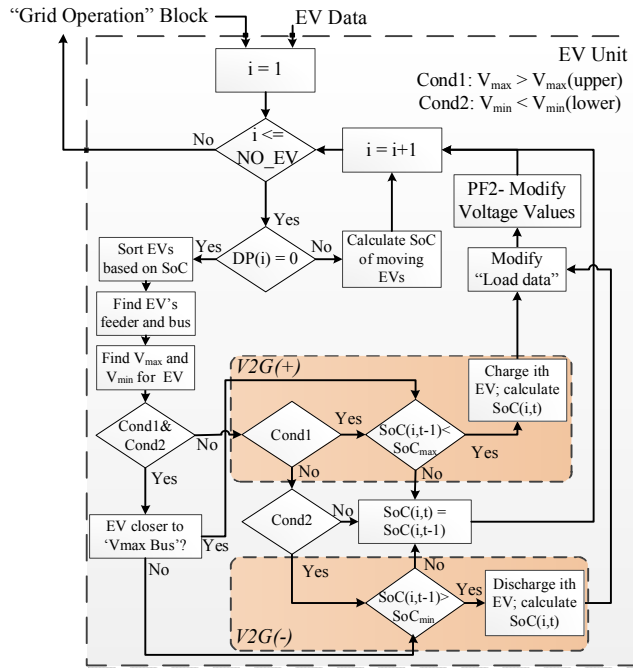 “Grid Operation” Block
EV Data
EV Unit
Cond1: Vmax > Vmax(upper)
Cond2: Vmin < Vmin(lower)
i = 1
i <=
NO_EV
No
Yes
i = i+1
PF2- Modify
Voltage Values
DP(i) = 0
Yes
No
Sort EVs
based on SoC
Calculate SoC
of moving
EVs
Modify
“Load data”
Find EV’s
feeder and bus
Find Vmax and
Vmin for EV
V2G(+)
Charge ith
EV; calculate
SoC(i,t)
Cond1&
Cond2
No
Yes
Cond1
Yes
No
SoC(i,t-1)<
SoCmax
Yes
No
EV closer to
‘Vmax Bus’?
Yes
No
Cond2
No
Yes
SoC(i,t) =
SoC(i,t-1)
No
SoC(i,t-1)>
SoCmin
Yes
Discharge ith
EV; calculate
SoC(i,t)
V2G(-)